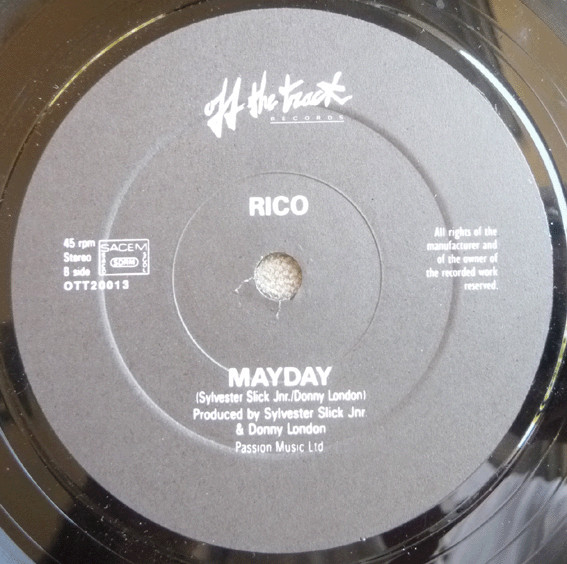 off the track
RECORDS
RICO
45 rpm
Stereo
B side
OTT20013
SACEM
SDRM
All rights of the
manufacturer and
of the owner of
the recorded work
reserved.
MAYDAY
(Sylvester Slick Jnr./Donny London)
Produced by Sylvester Slick Jnr
& Donny London
Passion Music Ltd